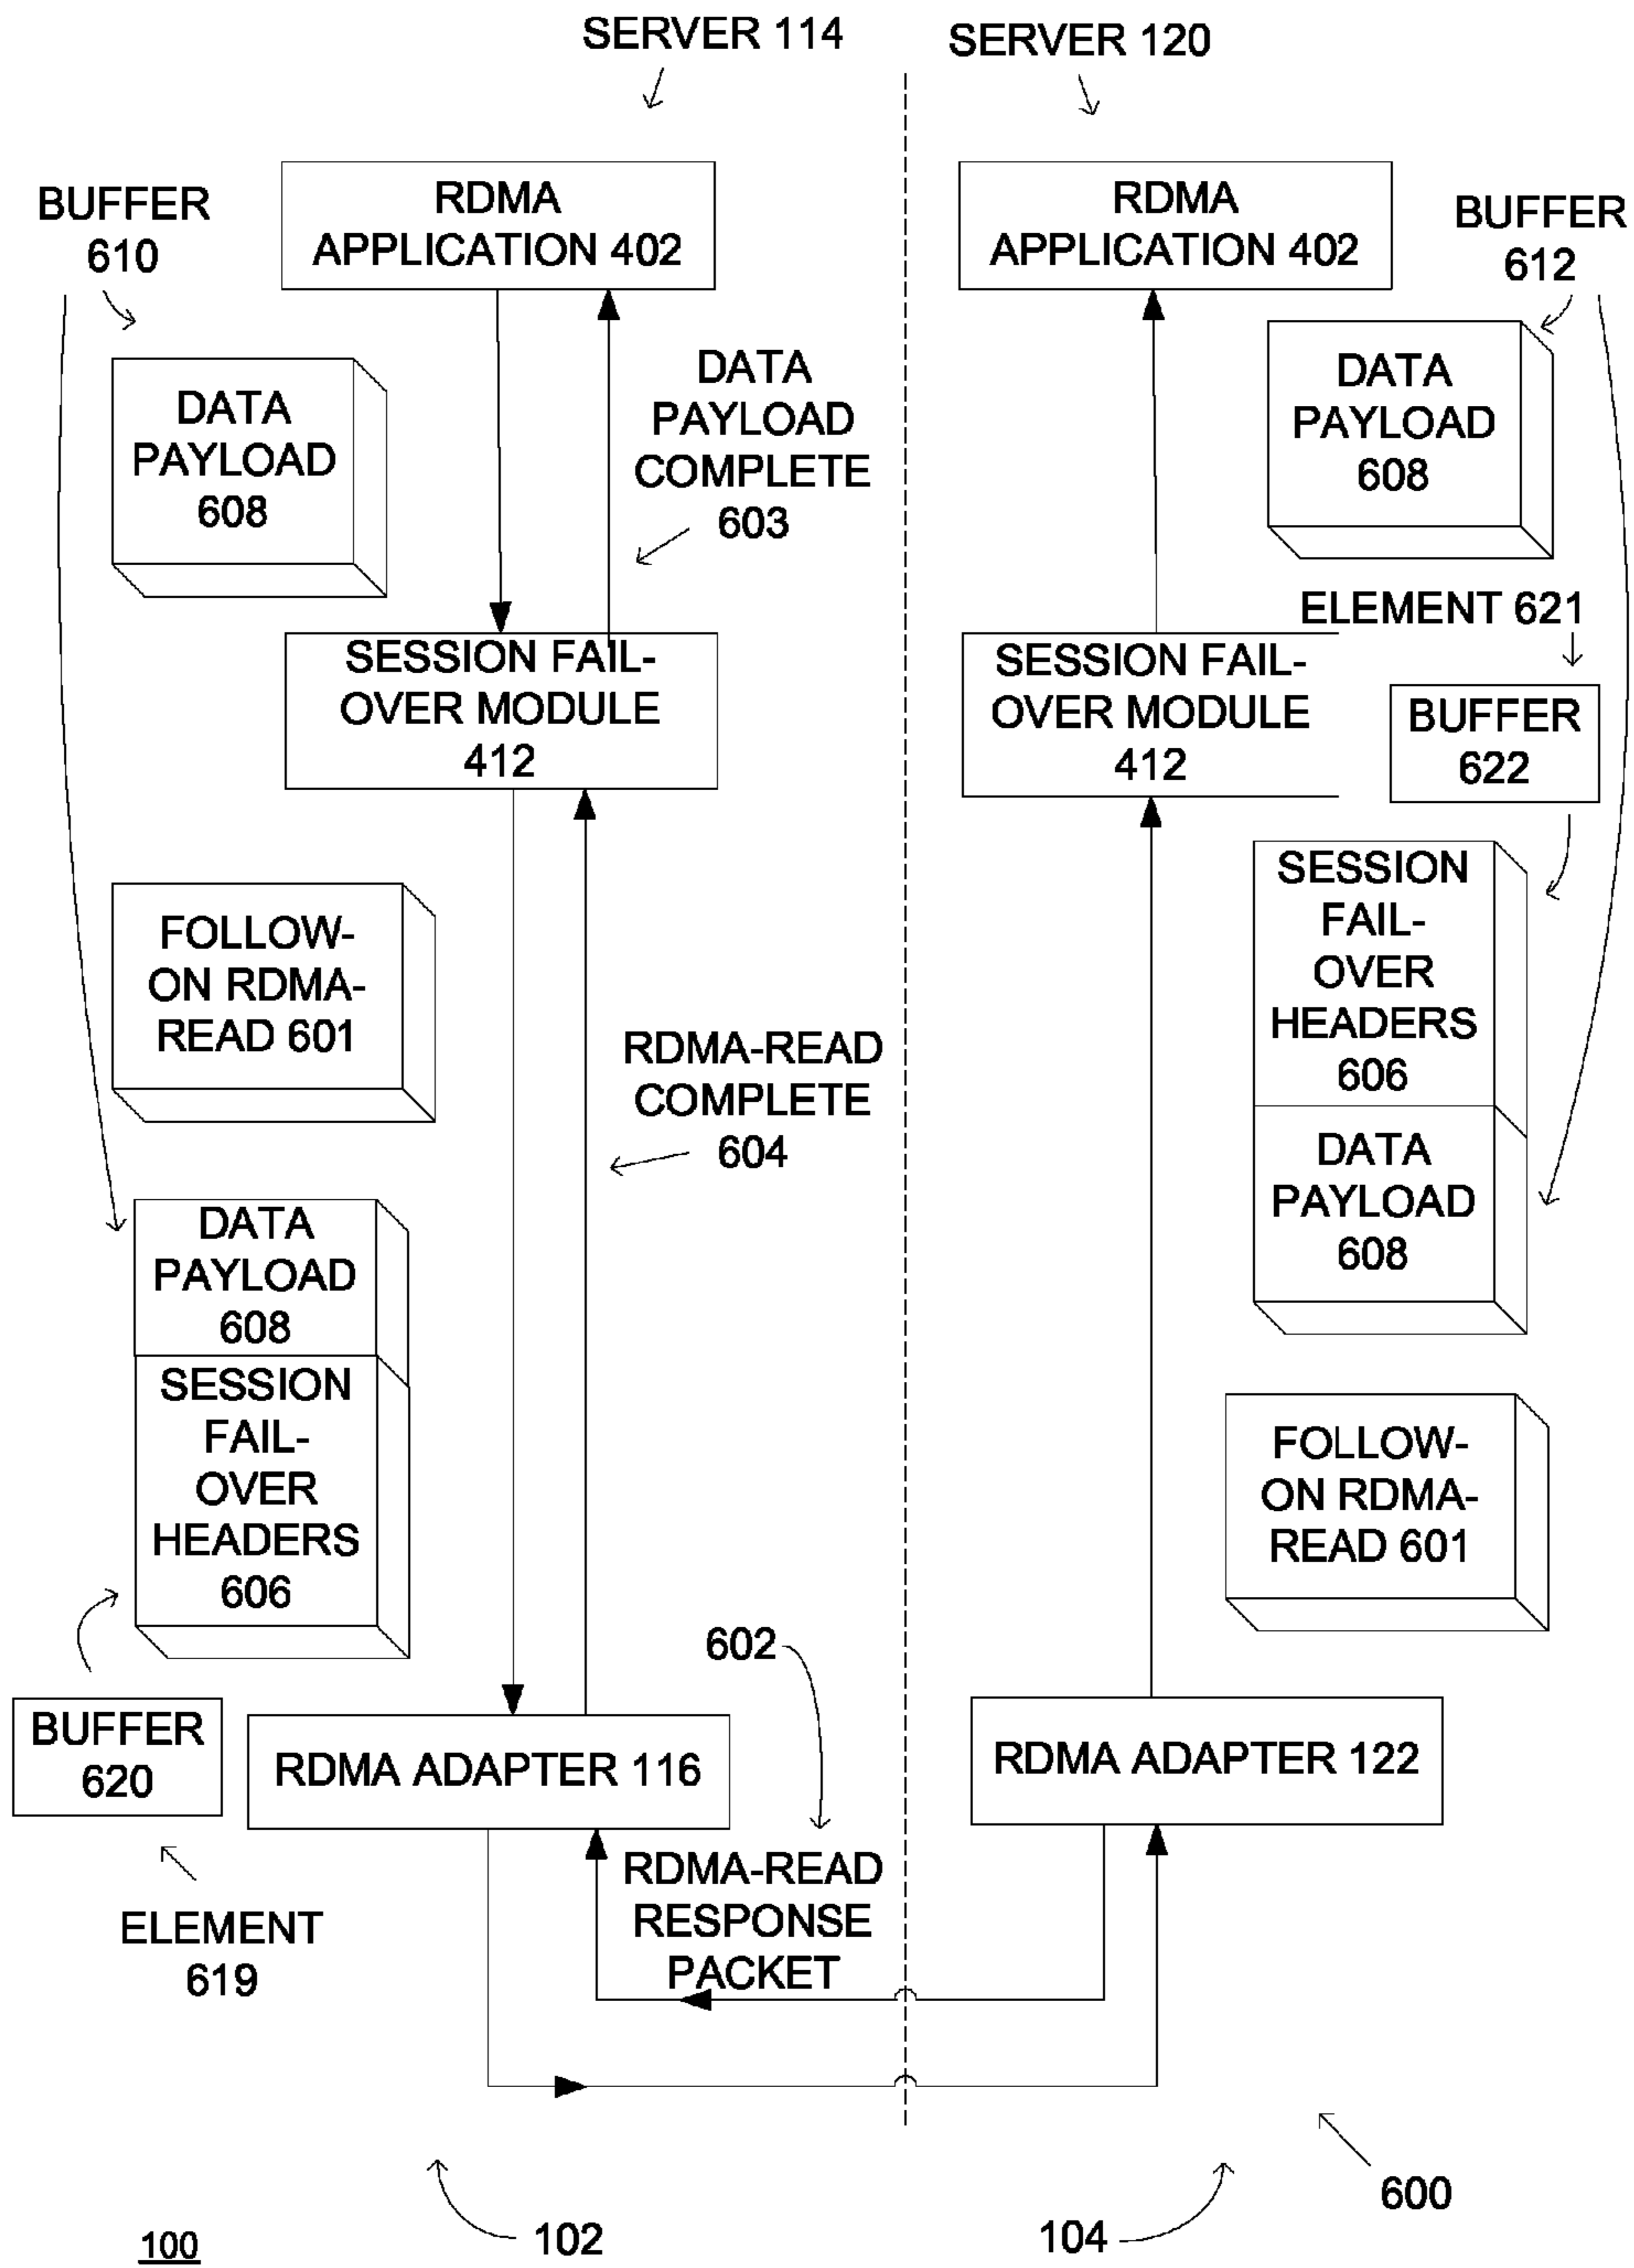 SERVER 114
SERVER 120
RDMA
APPLICATION 402
RDMA
APPLICATION 402
BUFFER
610
BUFFER
612
DATA
PAYLOAD
608
DATA
PAYLOAD
COMPLETE
603
DATA
PAYLOAD
608
ELEMENT 621
SESSION FAIL-
OVER MODULE
412
SESSION FAIL-
OVER MODULE
412
BUFFER
622
FOLLOW-
ON RDMA-
READ 601
SESSION
FAIL-
OVER
HEADERS
606
RDMA-READ
COMPLETE
604
DATA
PAYLOAD
608
DATA
PAYLOAD
608
SESSION
FAIL-
OVER
HEADERS
606
FOLLOW-
ON RDMA-
READ 601
602
BUFFER
620
RDMA ADAPTER 116
RDMA ADAPTER 122
RDMA-READ
RESPONSE
PACKET
ELEMENT
619
600
102
104
100